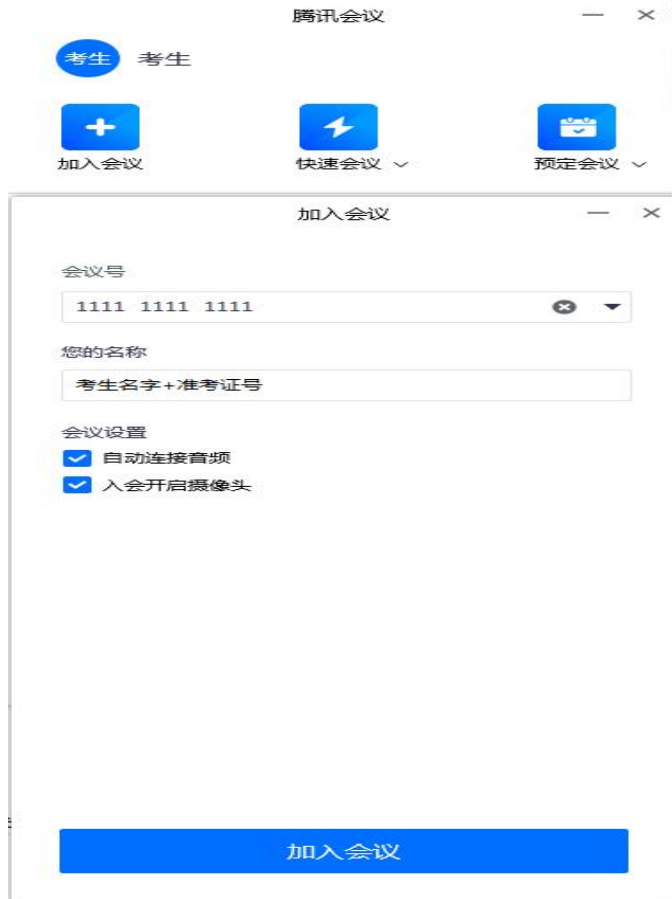 腾讯会议
考生 考生
加入会议 快速会议 预定会议
加入会议
会议号
1111 1111 1111
您的名称
考生名字+准考证号
会议设置
自动连接音频
入会开启摄像头
加入会议